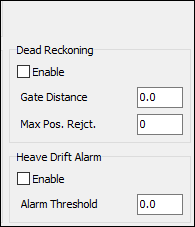 Dead Reckoning
Enable
Gate Distance 0.0
Max Pos. Rejct. 0
Heave Drift Alarm
Enable
Alarm Threshold 0.0